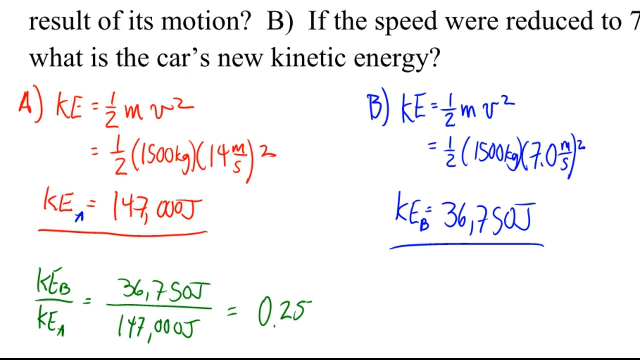 result of its motion? B) If the speed were reduced to 7
what is the car's new kinetic energy?
A) KE = 1/2 m v²
= 1/2 (1500kg)(14 m/s)²
KE_A = 147,000J
B) KE = 1/2 m v²
= 1/2 (1500kg)(7.0 m/s)²
KE_B = 36,750J
KE_B/KE_A = 36,750J/147,000J = 0.25